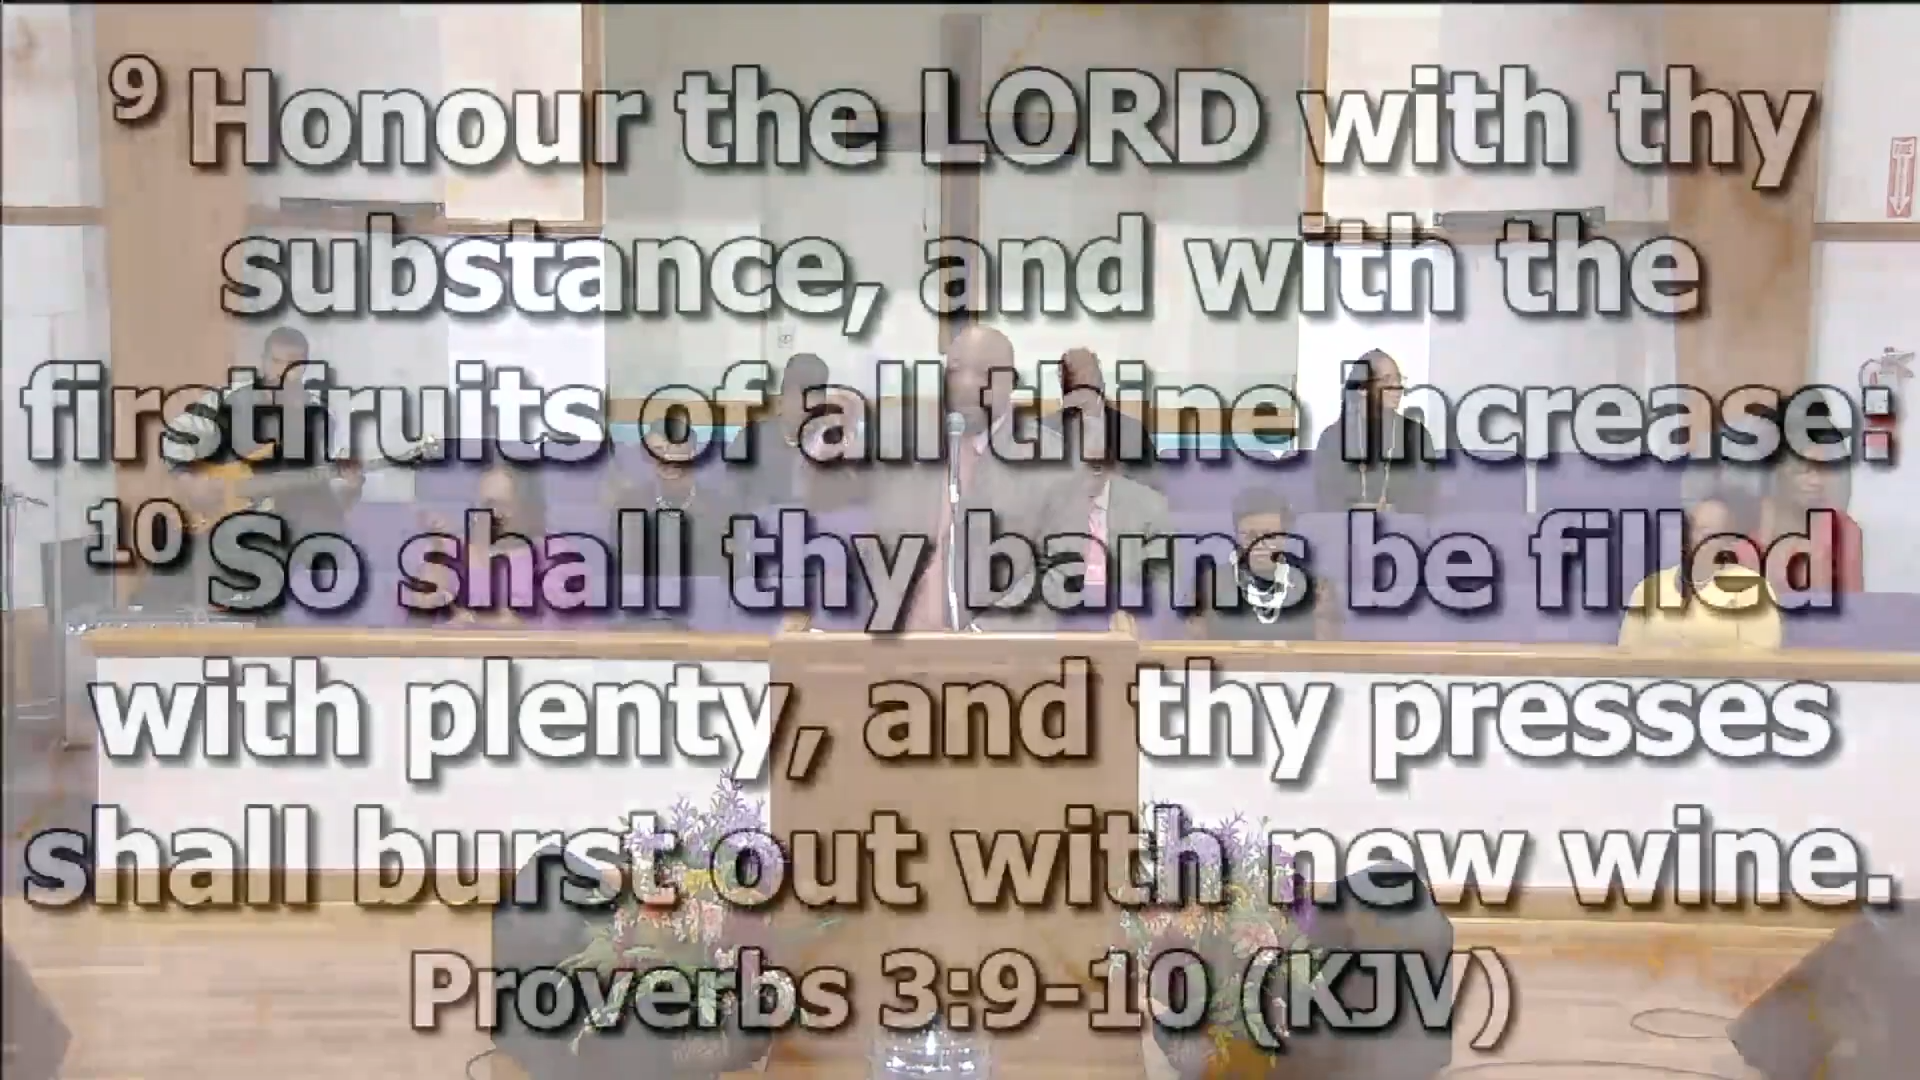 9 Honour the LORD with thy
substance, and with the
firstfruits of all thine increase:
10 So shall thy barns be filled
with plenty, and thy presses
shall burst out with new wine.
Proverbs 3:9-10 (KJV)
FIRE